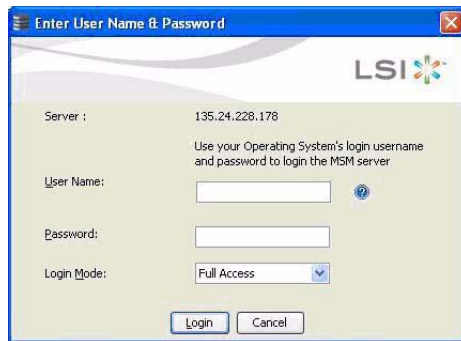 Enter User Name & Password
LSI
Server : 135.24.228.178
Use your Operating System's login username
and password to login the MSM server
User Name:
Password:
Login Mode: Full Access
Login Cancel